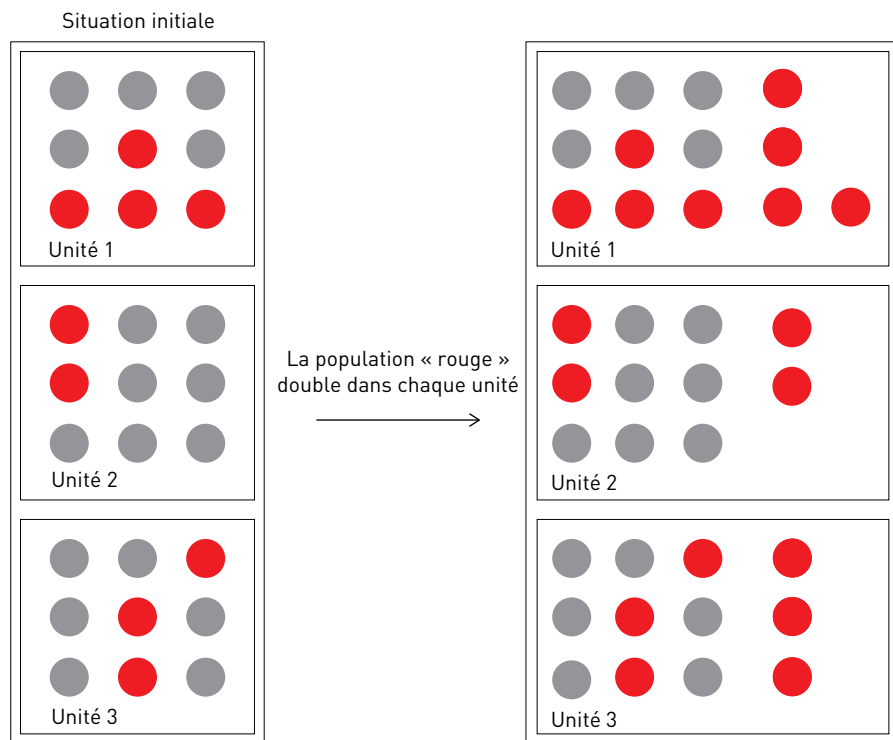 Situation initiale
Unité 1
Unité 2
Unité 3
La population « rouge »
double dans chaque unité
Unité 1
Unité 2
Unité 3